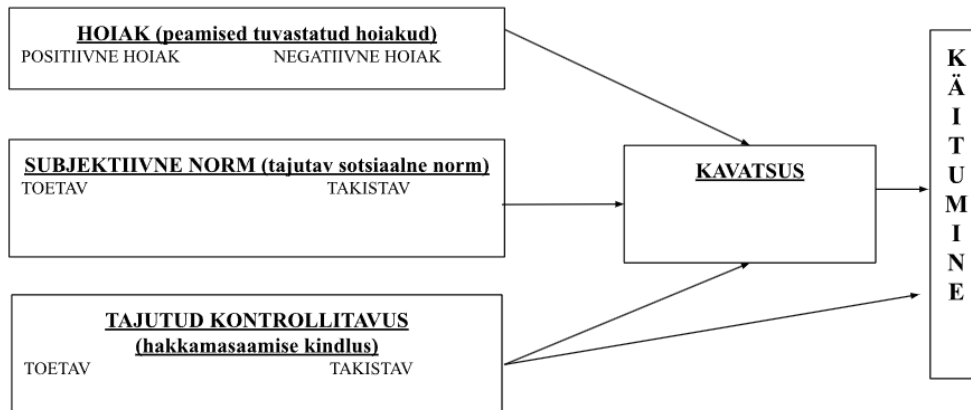 HOIAK (peamised tuvastatud hoiakud)
POSITIIVNE HOIAK NEGATIIVNE HOIAK
SUBJEKTIIVNE NORM (tajutav sotsiaalne norm)
TOETAV TAKISTAV
TAJUTUD KONTROLLITAVUS
(hakkamasaamise kindlus)
TOETAV TAKISTAV
KAVATSUS
K
Ä
I
T
U
M
I
N
E